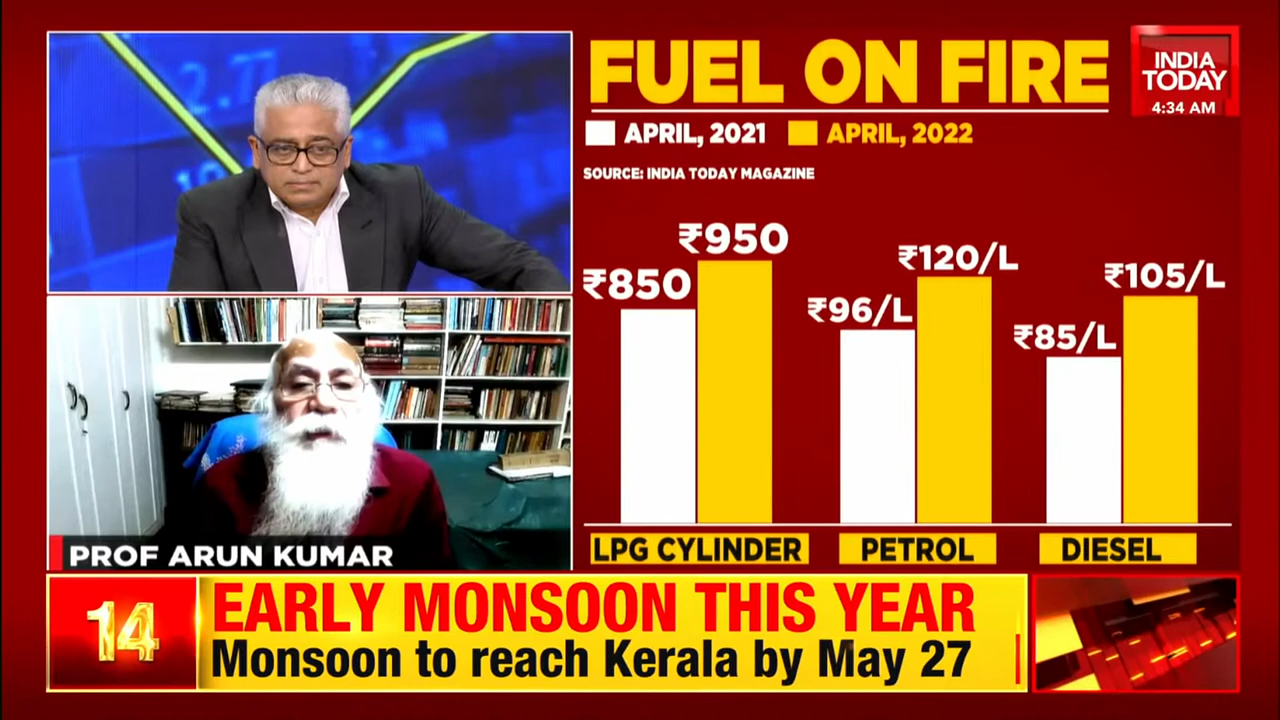 FUEL ON FIRE
INDIA
TODAY
4:34 AM
APRIL, 2021 APRIL, 2022
SOURCE: INDIA TODAY MAGAZINE
₹850 ₹950
₹96/L ₹120/L
₹85/L ₹105/L
LPG CYLINDER PETROL DIESEL
2.77
PROF ARUN KUMAR
14
EARLY MONSOON THIS YEAR
Monsoon to reach Kerala by May 27